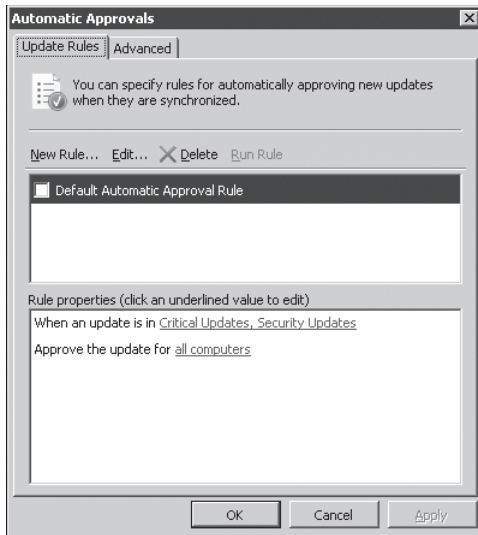 Automatic Approvals
Update Rules
Advanced
You can specify rules for automatically approving new updates
when they are synchronized.
New Rule... Edit... Delete Run Rule
Default Automatic Approval Rule
Rule properties (click an underlined value to edit)
When an update is in Critical Updates, Security Updates
Approve the update for all computers
OK Cancel Apply